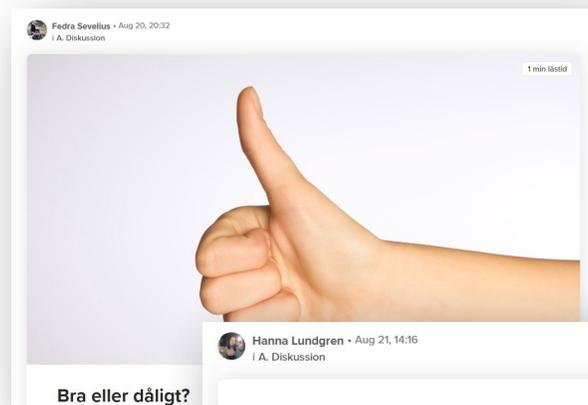 Fedra Sevelius • Aug 20, 20:32
i A. Diskussion
1 min lästid
Hanna Lundgren • Aug 21, 14:16
i A. Diskussion
Bra eller dåligt?